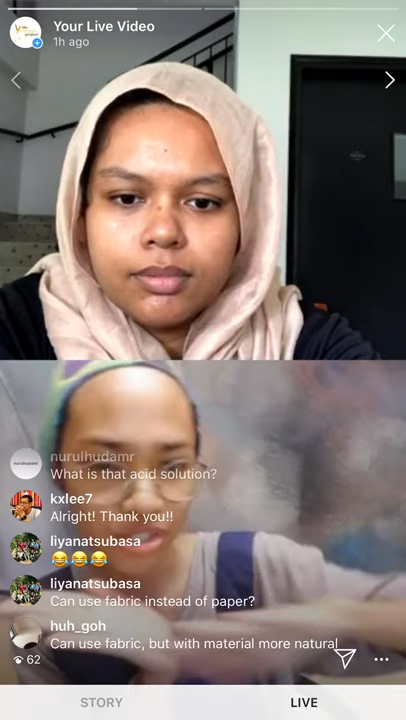 Your Live Video
1h ago
nurulhudamr
What is that acid solution?
kxlee7
Alright! Thank you!!
liyanatsubasa
😂😂😂
liyanatsubasa
Can use fabric instead of paper?
huh_goh
Can use fabric, but with material more natural
62
STORY
LIVE